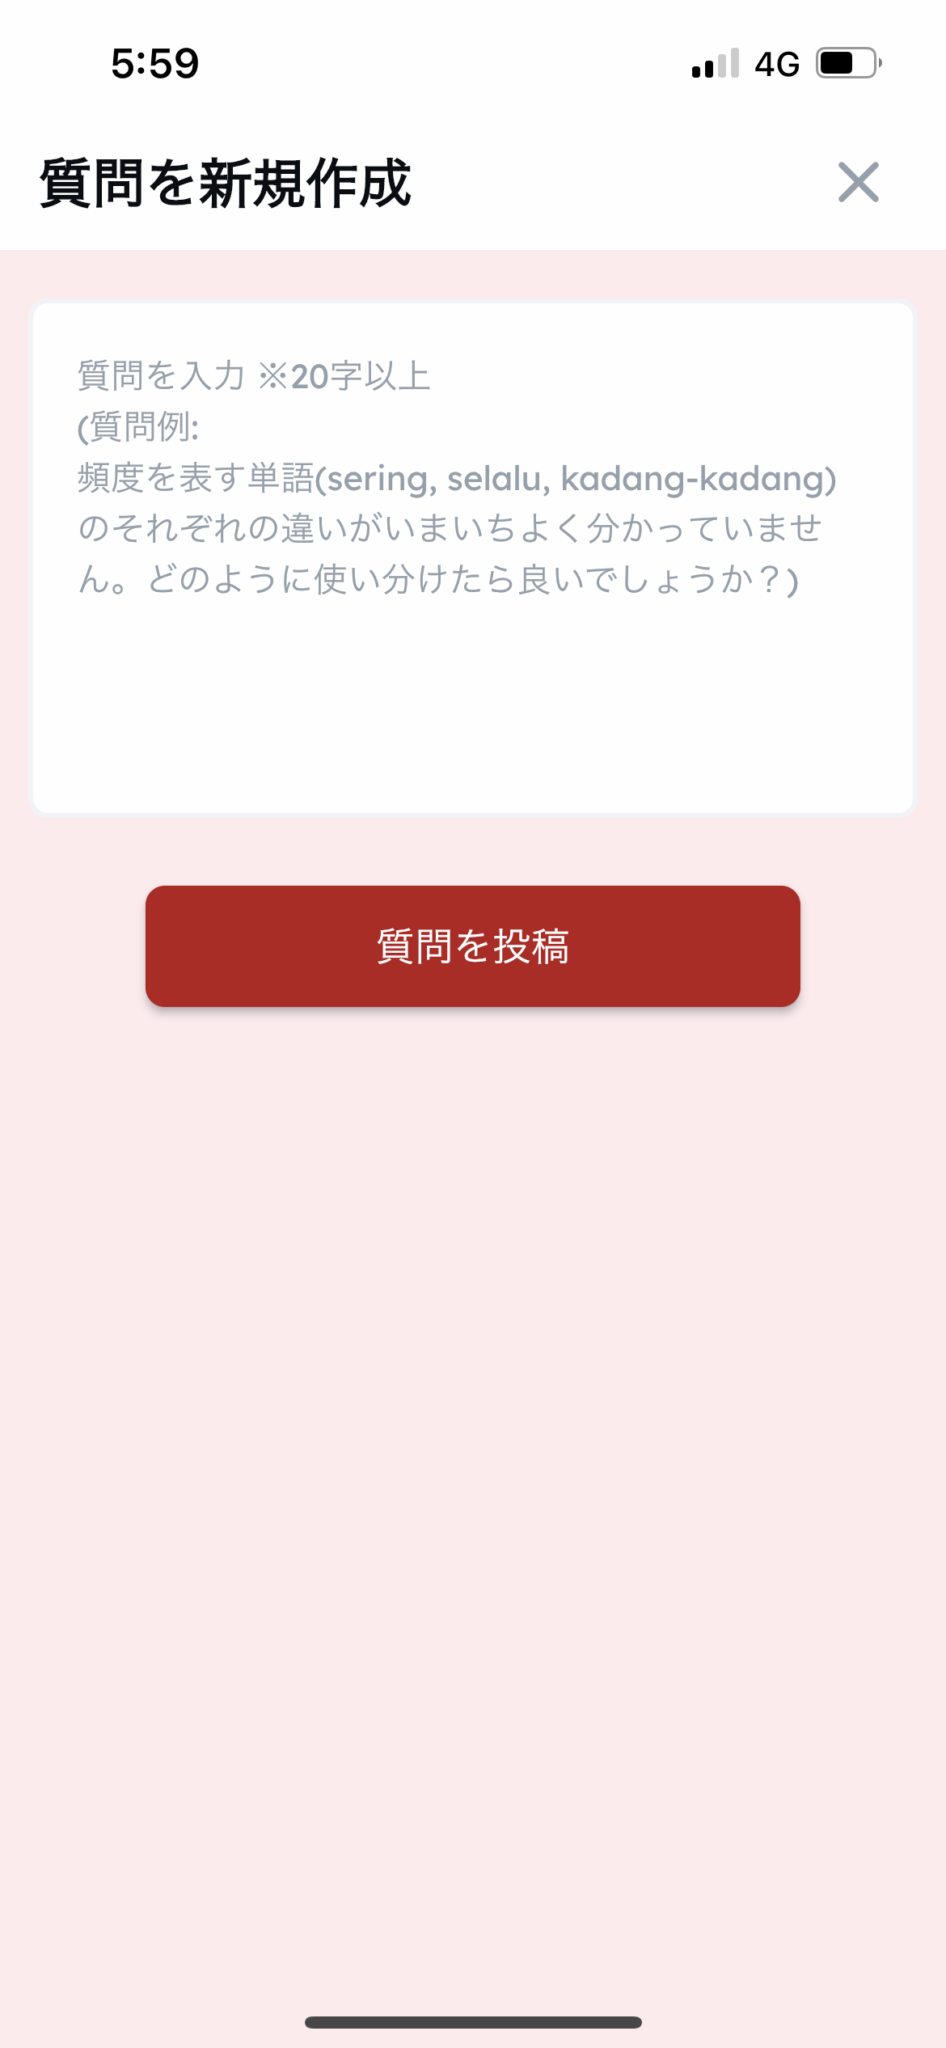 5:59
4G
質問を新規作成
質問を入力 ※20字以上
(質問例:
頻度を表す単語(sering, selalu, kadang-kadang)
のそれぞれの違いがいまいちよく分かっていませ
ん。どのように使い分けたら良いでしょうか？)
質問を投稿